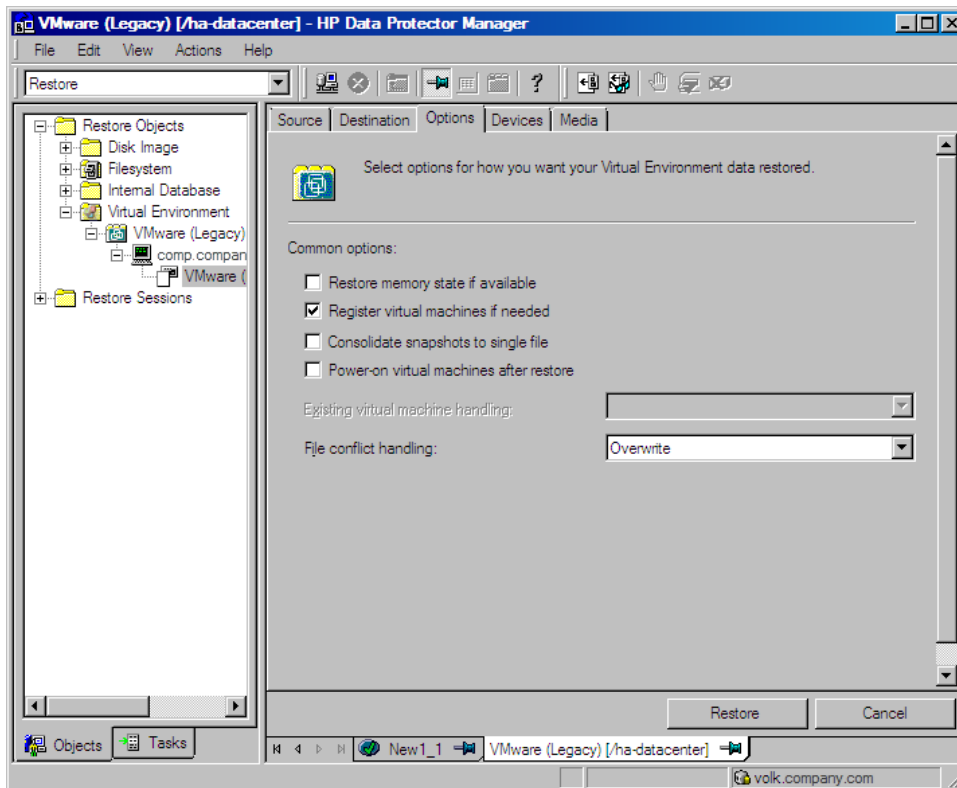 VMware (Legacy) [/ha-datacenter] - HP Data Protector Manager
File Edit View Actions Help
Restore
Restore Objects
Disk Image
Filesystem
Internal Database
Virtual Environment
VMware (Legacy)
comp.compan
VMware (
Restore Sessions
Objects Tasks
Source Destination Options Devices Media
Select options for how you want your Virtual Environment data restored.
Common options:
Restore memory state if available
Register virtual machines if needed
Consolidate snapshots to single file
Power-on virtual machines after restore
Existing virtual machine handling:
File conflict handling: Overwrite
Restore Cancel
New1_1 VMware (Legacy) [/ha-datacenter]
volk.company.com